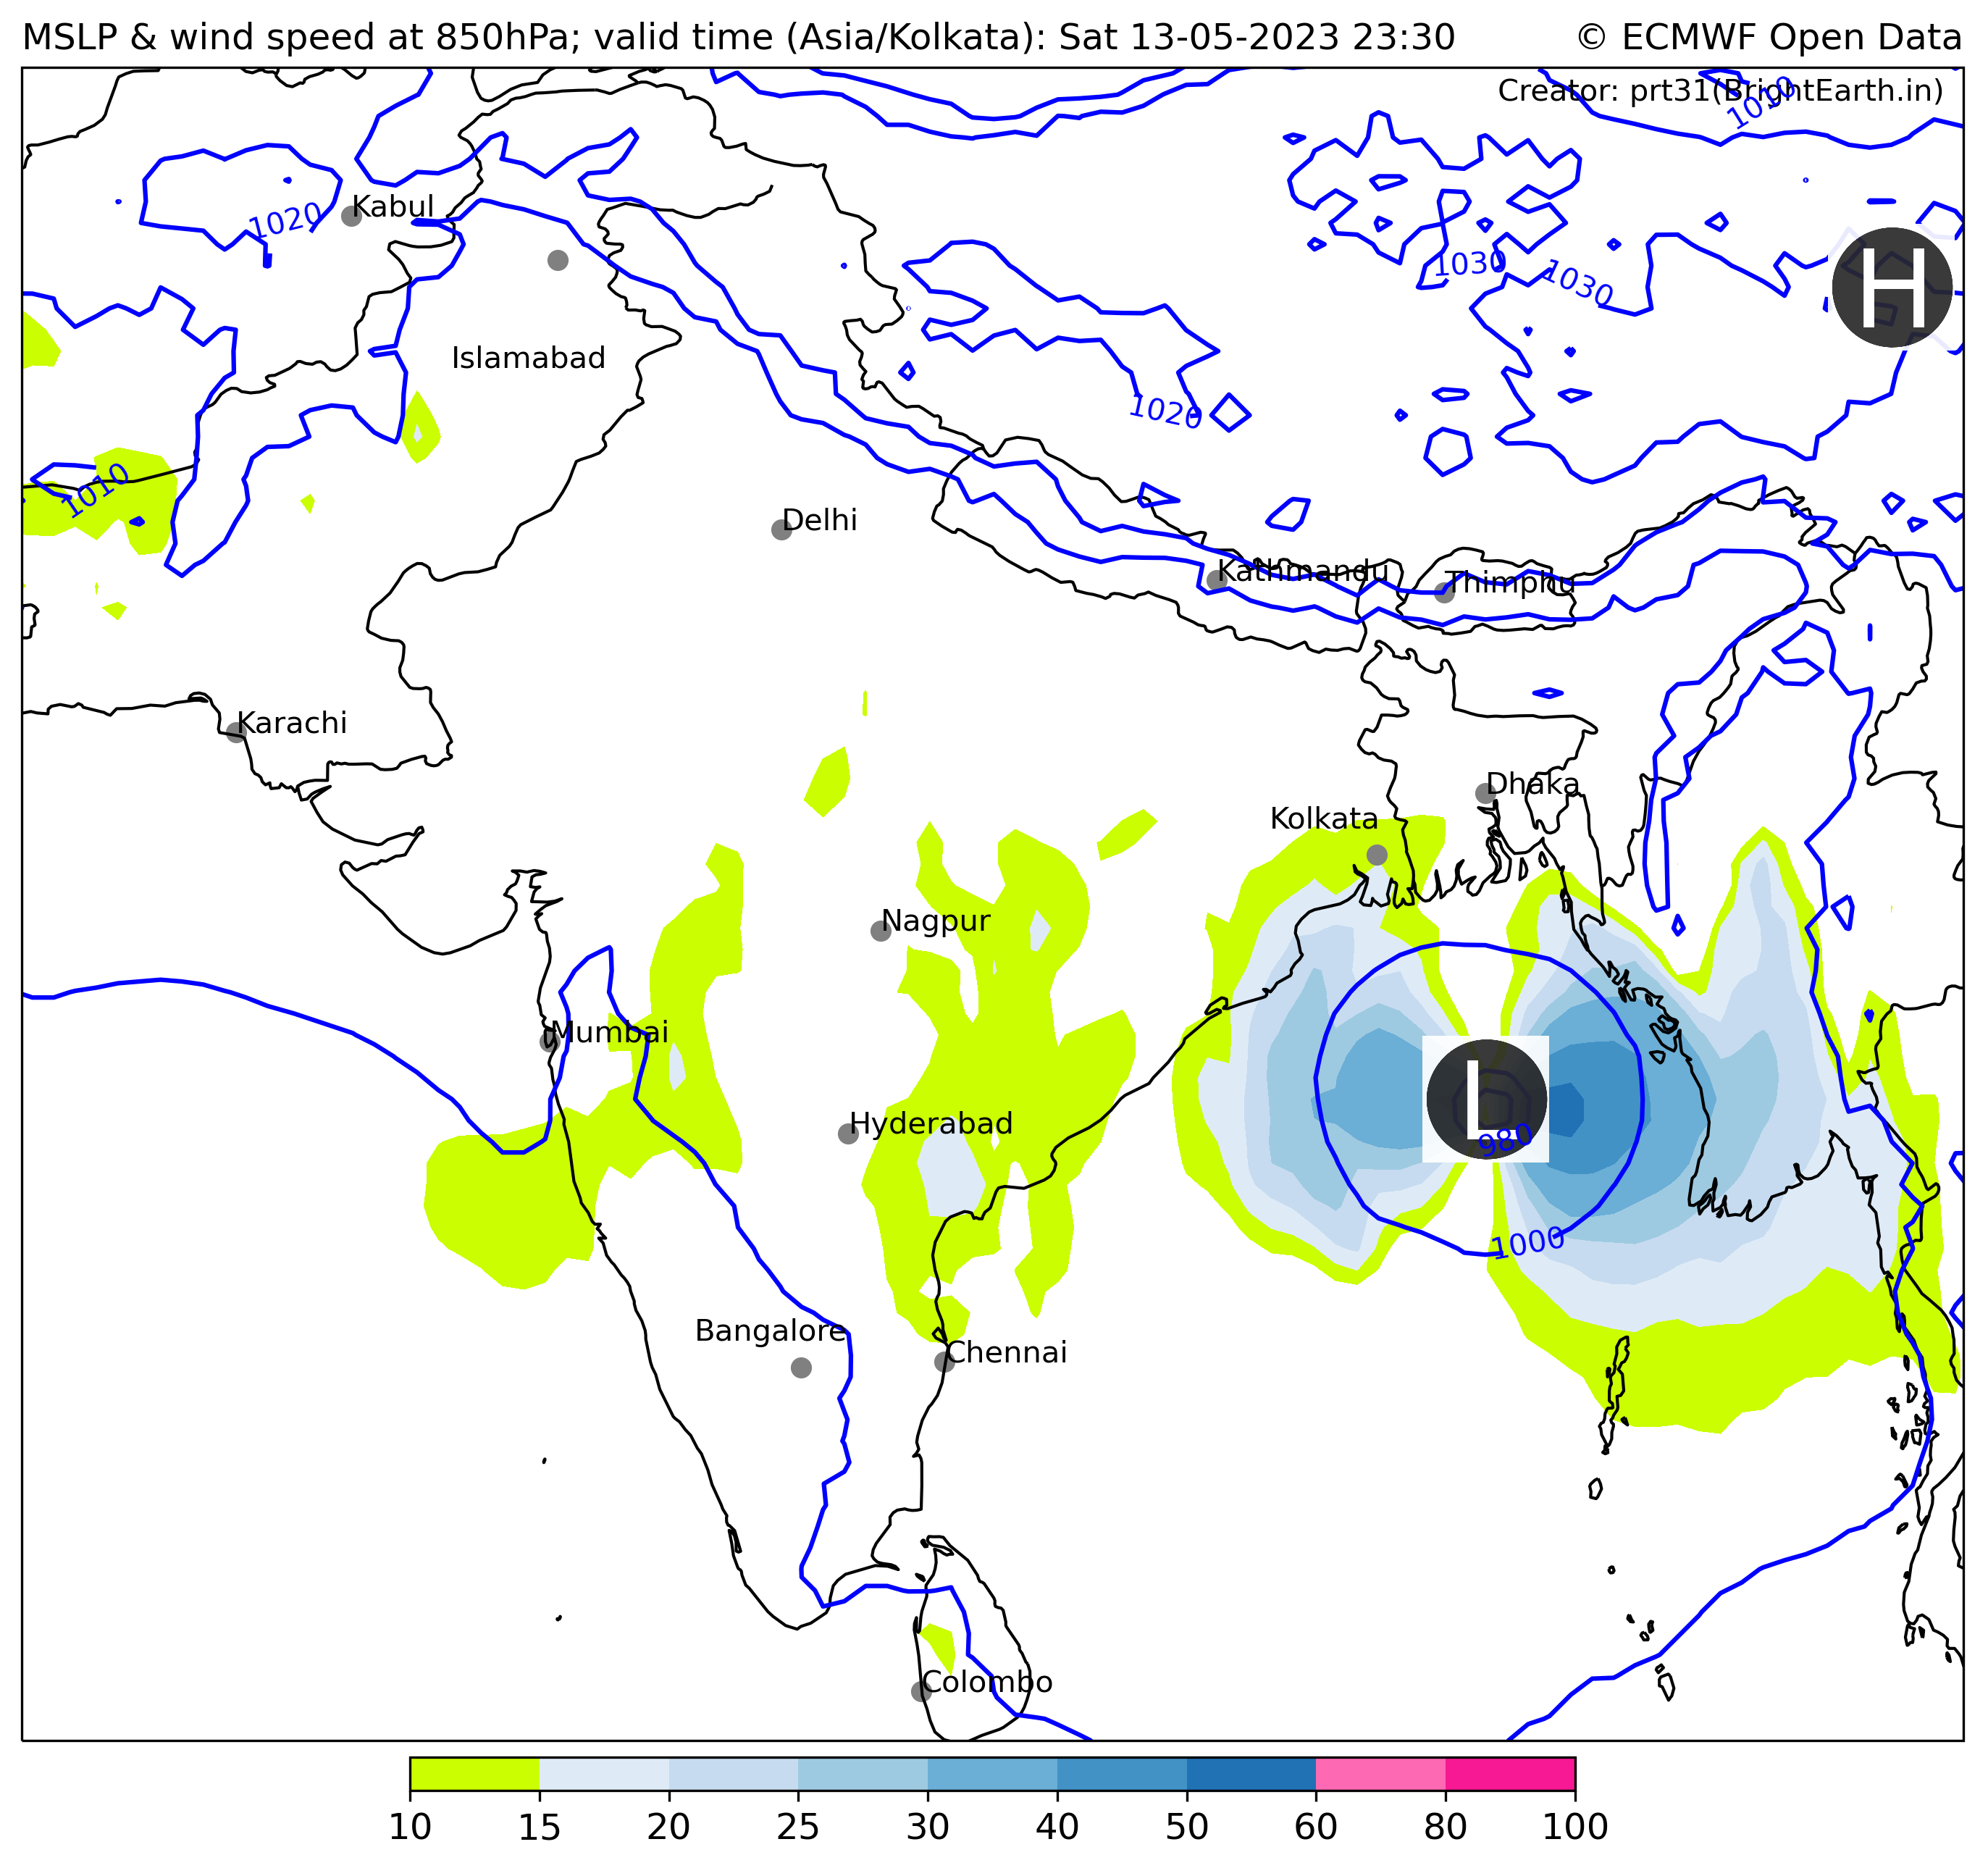 MSLP & wind speed at 850hPa; valid time (Asia/Kolkata): Sat 13-05-2023 23:30 © ECMWF Open Data
Creator: prt31(BrightEarth.in)
1010
Kabul
1020
1030
1030
H
Islamabad
1020
1010
Delhi
Kathmandu
Thimphu
Karachi
Dhaka
Kolkata
Nagpur
Mumbai
Hyderabad
L
980
1000
Bangalore
Chennai
Colombo
10 15 20 25 30 40 50 60 80 100